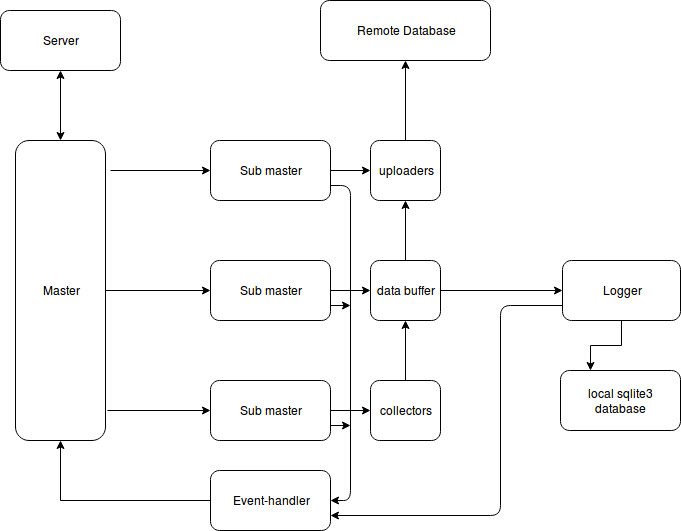 Remote Database
Server
Sub master
uploaders
Master
Sub master
data buffer
Logger
Sub master
collectors
local sqlite3
database
Event-handler